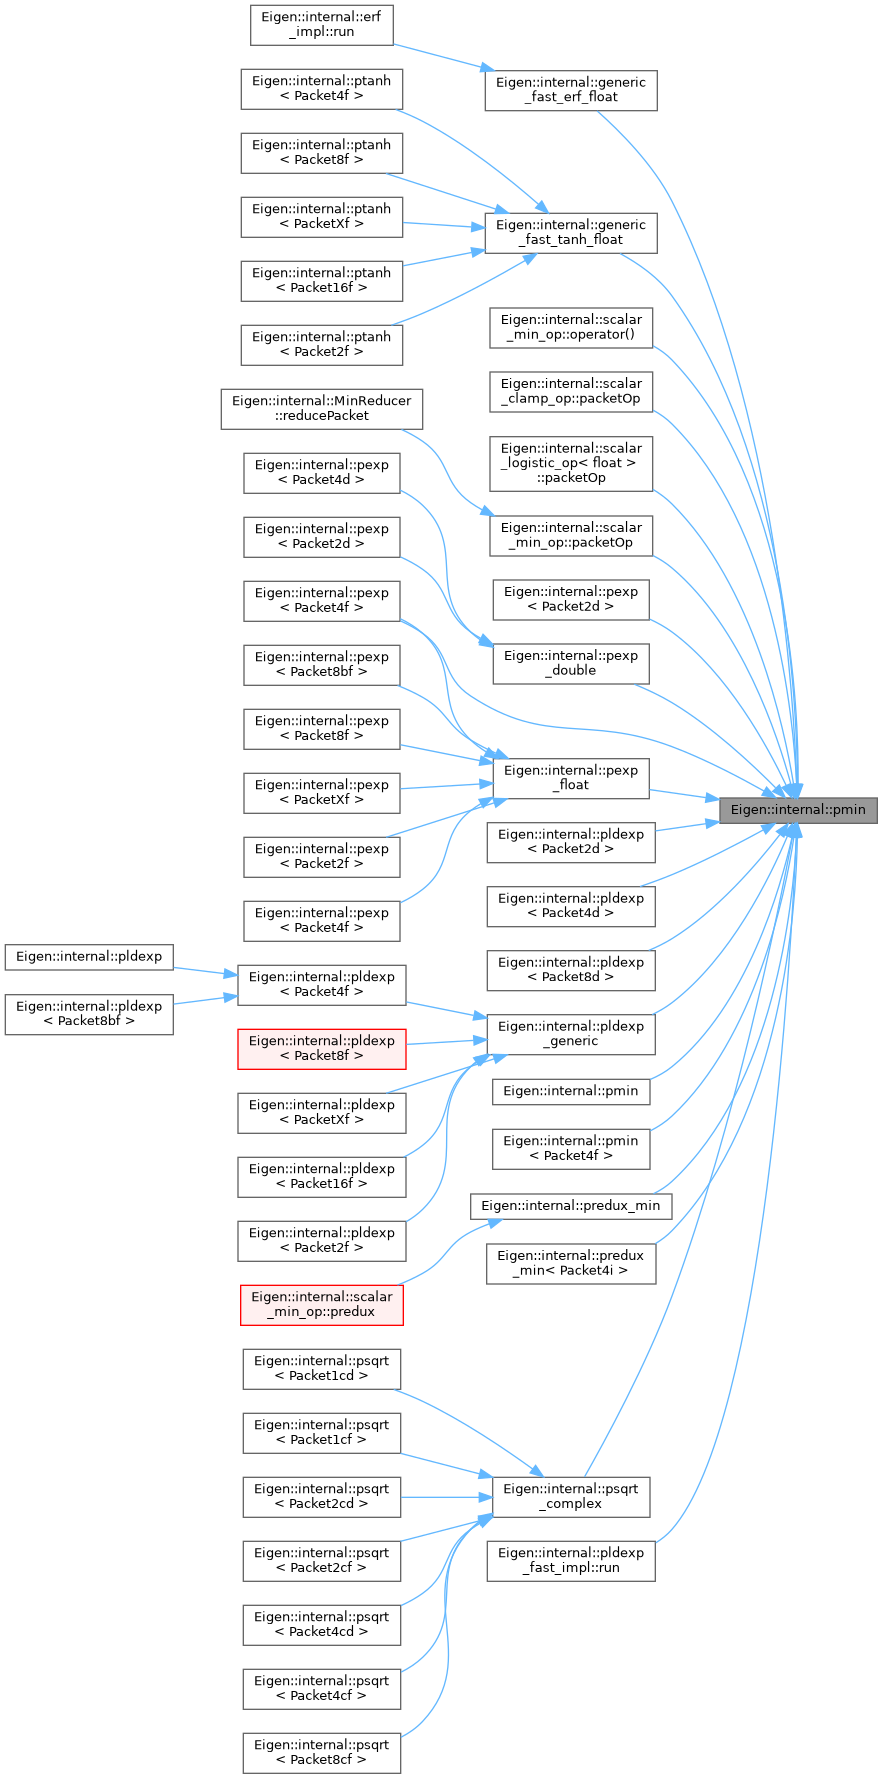 Eigen::internal::erf
_impl::run
Eigen::internal::generic
_fast_erf_float
Eigen::internal::ptanh
< Packet4f >
Eigen::internal::ptanh
< Packet8f >
Eigen::internal::ptanh
< PacketXf >
Eigen::internal::generic
_fast_tanh_float
Eigen::internal::ptanh
< Packet16f >
Eigen::internal::ptanh
< Packet2f >
Eigen::internal::scalar
_min_op::operator()
Eigen::internal::scalar
_clamp_op::packetOp
Eigen::internal::MinReducer
::reducePacket
Eigen::internal::scalar
_logistic_op< float >
::packetOp
Eigen::internal::pexp
< Packet4d >
Eigen::internal::pexp
< Packet2d >
Eigen::internal::scalar
_min_op::packetOp
Eigen::internal::pexp
< Packet4f >
Eigen::internal::pexp
< Packet2d >
Eigen::internal::pexp
< Packet8bf >
Eigen::internal::pexp
_double
Eigen::internal::pexp
< Packet8f >
Eigen::internal::pexp
_float
Eigen::internal::pexp
< PacketXf >
Eigen::internal::pmin
Eigen::internal::pexp
< Packet2f >
Eigen::internal::pldexp
< Packet2d >
Eigen::internal::pexp
< Packet4f >
Eigen::internal::pldexp
< Packet4d >
Eigen::internal::pldexp
Eigen::internal::pldexp
< Packet4f >
Eigen::internal::pldexp
< Packet8d >
Eigen::internal::pldexp
< Packet8bf >
Eigen::internal::pldexp
< Packet8f >
Eigen::internal::pldexp
_generic
Eigen::internal::pldexp
< PacketXf >
Eigen::internal::pmin
Eigen::internal::pldexp
< Packet16f >
Eigen::internal::pmin
< Packet4f >
Eigen::internal::pldexp
< Packet2f >
Eigen::internal::predux_min
Eigen::internal::predux
_min< Packet4i >
Eigen::internal::scalar
_min_op::predux
Eigen::internal::psqrt
< Packet1cd >
Eigen::internal::psqrt
< Packet1cf >
Eigen::internal::psqrt
< Packet2cd >
Eigen::internal::psqrt
_complex
Eigen::internal::psqrt
< Packet2cf >
Eigen::internal::pldexp
_fast_impl::run
Eigen::internal::psqrt
< Packet4cd >
Eigen::internal::psqrt
< Packet4cf >
Eigen::internal::psqrt
< Packet8cf >